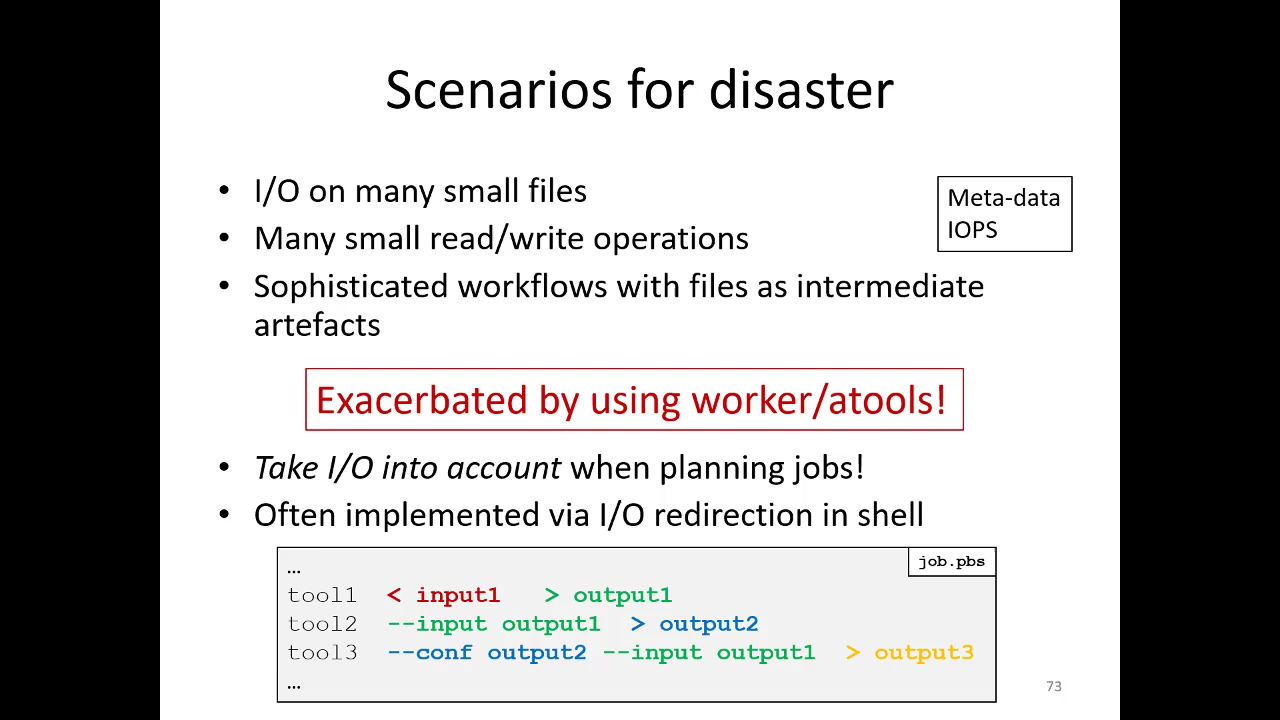 Scenarios for disaster
• I/O on many small files
• Many small read/write operations
• Sophisticated workflows with files as intermediate
artefacts
Meta-data
IOPS
Exacerbated by using worker/atools!
• Take I/O into account when planning jobs!
• Often implemented via I/O redirection in shell
job.pbs
…
tool1 < input1 > output1
tool2 --input output1 > output2
tool3 --conf output2 --input output1 > output3
…
73